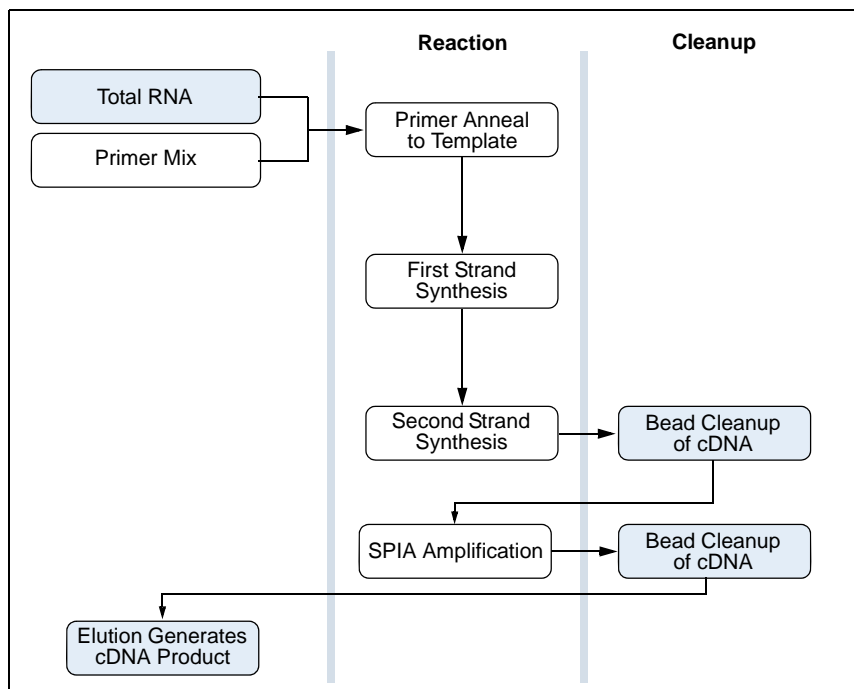 Reaction
Cleanup
Total RNA
Primer Mix
Primer Anneal
to Template
First Strand
Synthesis
Second Strand
Synthesis
Bead Cleanup
of cDNA
SPIA Amplification
Bead Cleanup
of cDNA
Elution Generates
cDNA Product